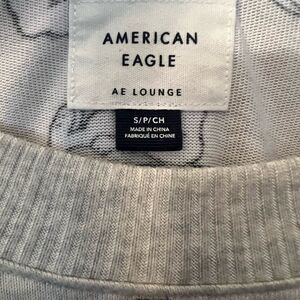 AMERICAN
EAGLE
AE LOUNGE
S/P/CH
MADE IN CHINA
FABRIQUÉ EN CHINE